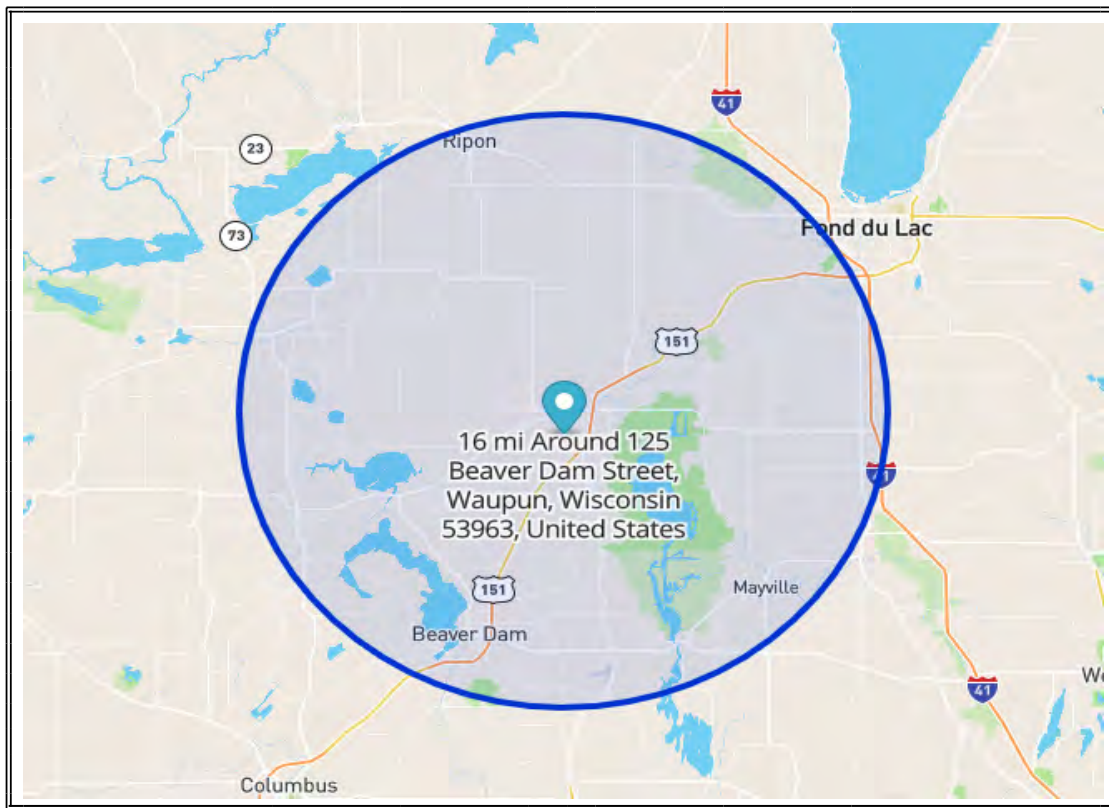 41
Ripon
23
73
Fond du Lac
151
16 mi Around 125
Beaver Dam Street,
Waupun, Wisconsin
53963, United States
41
151
Mayville
Beaver Dam
We
41
Columbus